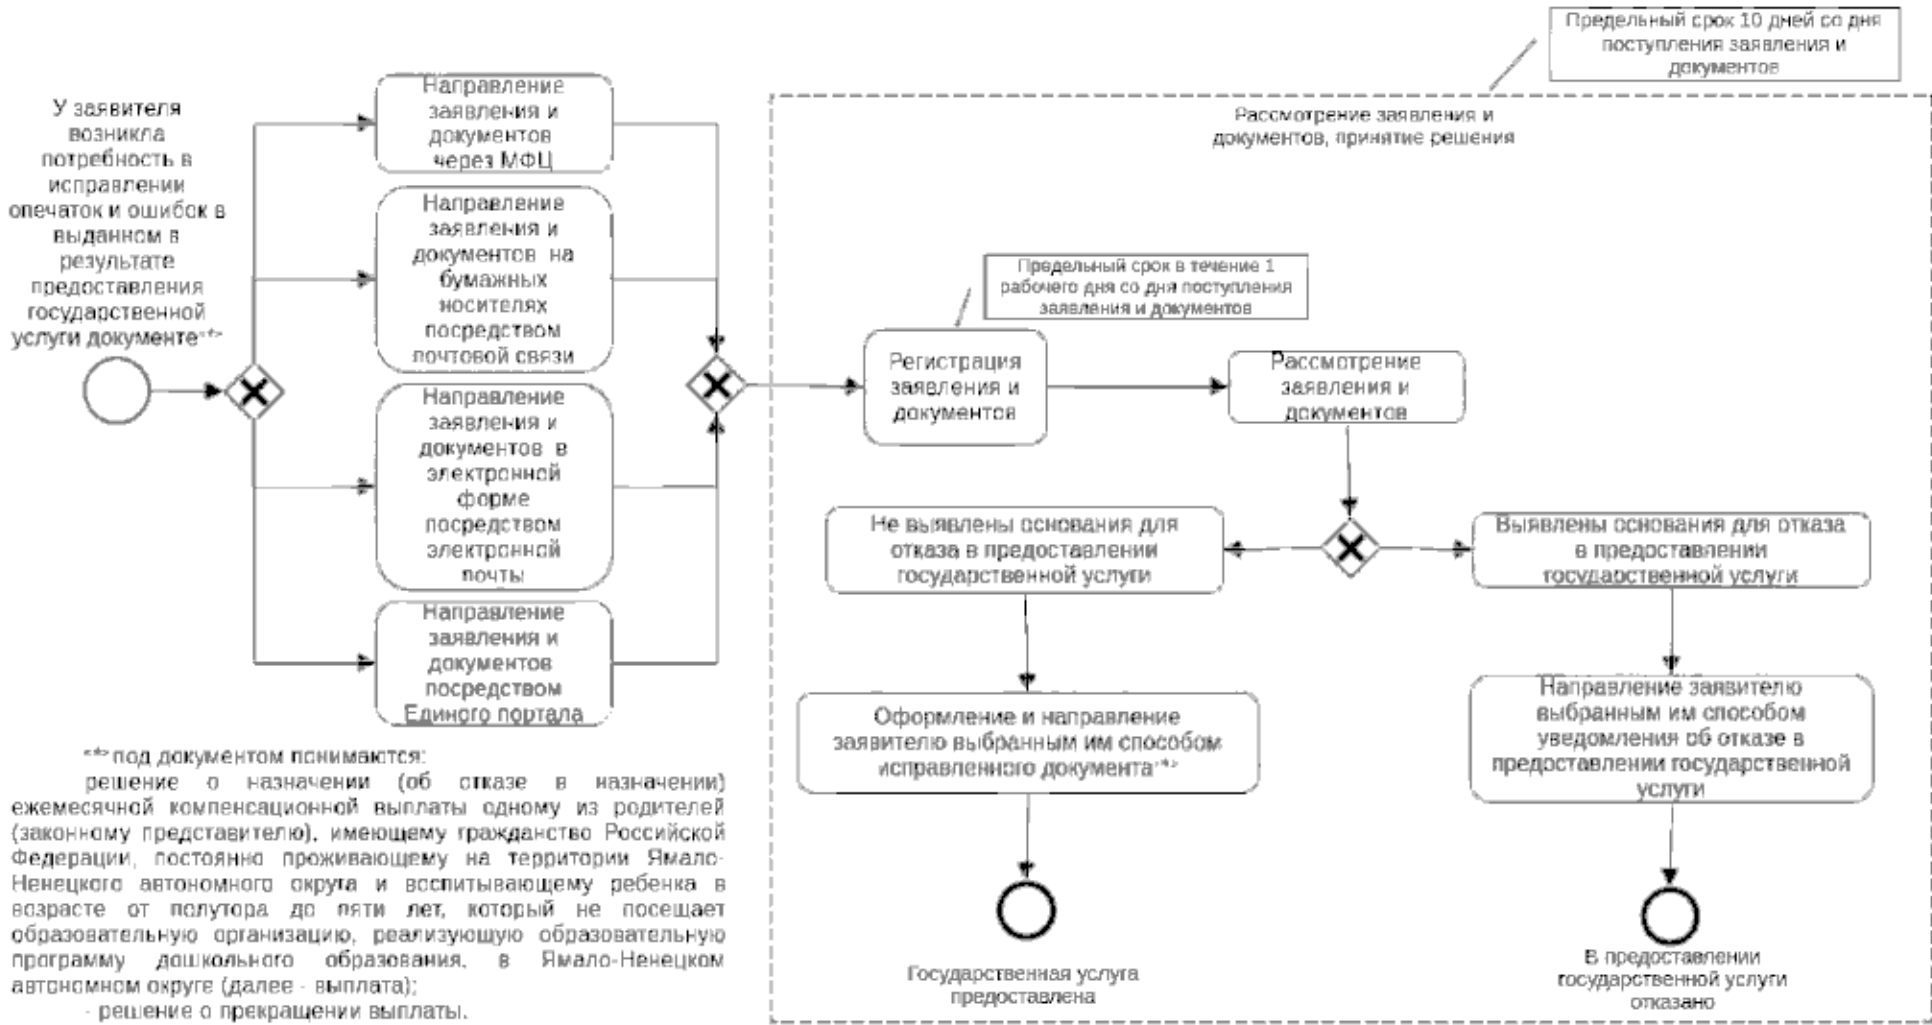 У заявителя
возникла
потребность в
исправлении
опечаток и ошибок в
выданном в
результате
предоставления
государственной
услуги документе<*>
Направление
заявления и
документов
через МФЦ
Направление
заявления и
документов на
бумажных
носителях
посредством
почтовой связи
Направление
заявления и
документов в
электронной
форме
посредством
электронной
почты
Направление
заявления и
документов
посредством
Единого портала
<*> под документом понимаются:
решение о назначении (об отказе в назначении)
ежемесячной компенсационной выплаты одному из родителей
(законному представителю), имеющему гражданство Российской
Федерации, постоянно проживающему на территории Ямало-
Ненецкого автономного округа и воспитывающему ребенка в
возрасте от полутора до пяти лет, который не посещает
образовательную организацию, реализующую образовательную
программу дошкольного образования, в Ямало-Ненецком
автономном округе (далее - выплата);
- решение о прекращении выплаты.
Предельный срок 10 дней со дня
поступления заявления и
документов
Рассмотрение заявления и
документов, принятие решения
Предельный срок в течение 1
рабочего дня со дня поступления
заявления и документов
Регистрация
заявления и
документов
Рассмотрение
заявления и
документов
Не выявлены основания для
отказа в предоставлении
государственной услуги
Выявлены основания для отказа
в предоставлении
государственной услуги
Оформление и направление
заявителю выбранным им способом
исправленного документа<*>
Направление заявителю
выбранным им способом
уведомления об отказе в
предоставлении государственной
услуги
Государственная услуга
предоставлена
В предоставлении
государственной услуги
отказано